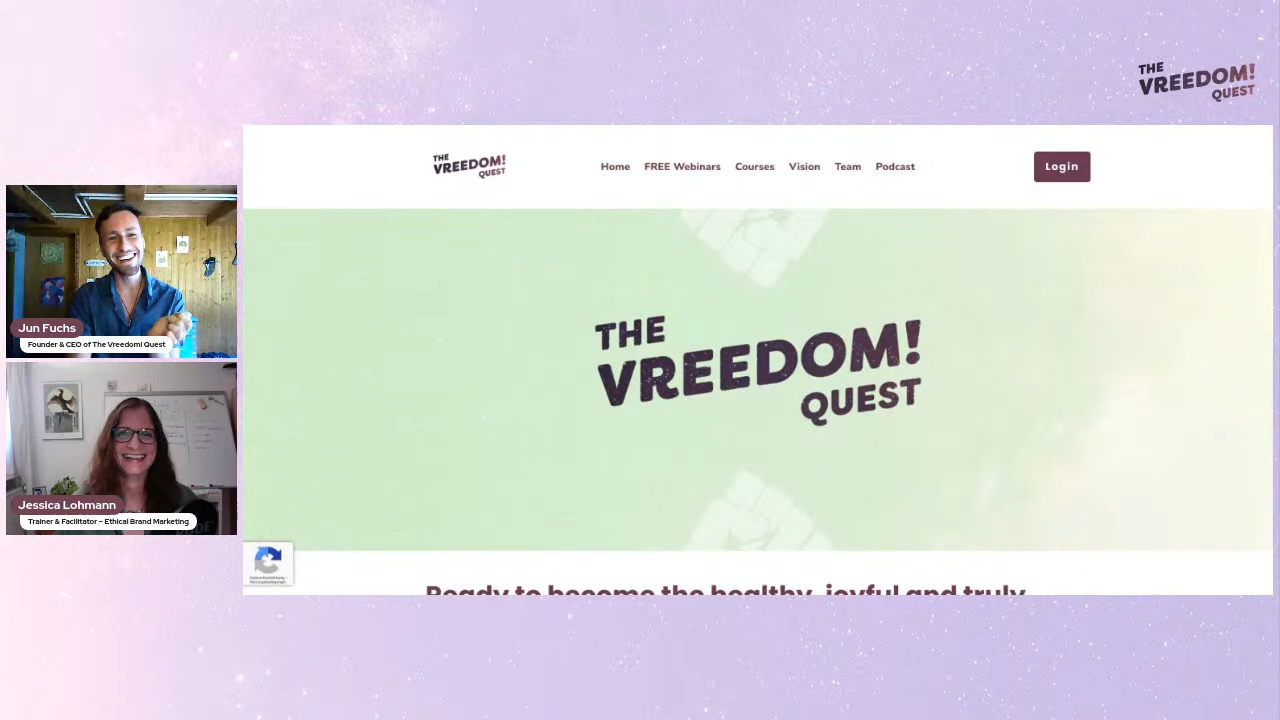 THE
VREEDOM!
QUEST
THE
VREEDOM!
QUEST
Home FREE Webinars Courses Vision Team Podcast
Login
Jun Fuchs
Founder & CEO of The Vreedom! Quest
THE
VREEDOM!
QUEST
Jessica Lohmann
Trainer & Facilitator – Ethical Brand Marketing
Ready to become the healthy, joyful and truly